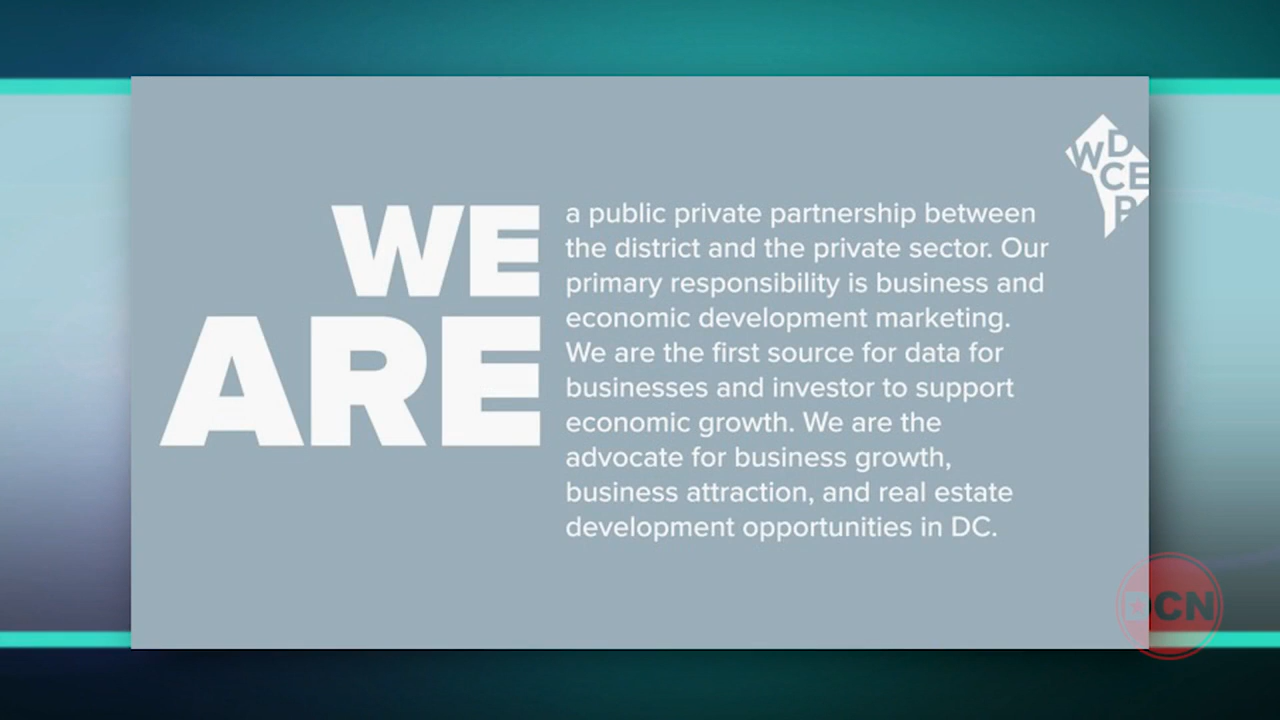 WE
ARE
a public private partnership between
the district and the private sector. Our
primary responsibility is business and
economic development marketing.
We are the first source for data for
businesses and investor to support
economic growth. We are the
advocate for business growth,
business attraction, and real estate
development opportunities in DC.
W D
C E
P
DCN